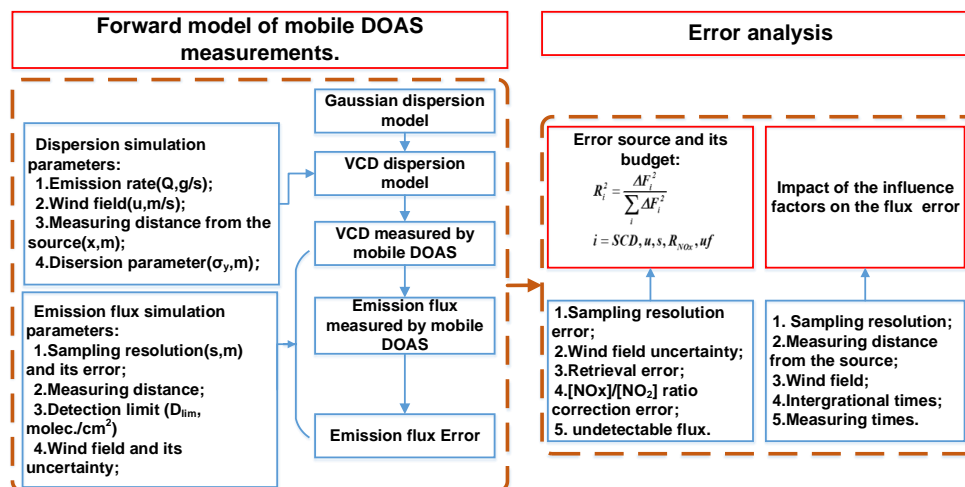 Forward model of mobile DOAS
measurements.
Error analysis
Gaussian dispersion
model
Dispersion simulation
parameters:
1.Emission rate(Q,g/s);
2.Wind field(u,m/s);
3.Measuring distance from the
source(x,m);
4.Disersion parameter(σy,m);
VCD dispersion
model
VCD measured by
mobile DOAS
Emission flux simulation
parameters:
1.Sampling resolution(s,m)
and its error;
2.Measuring distance;
3.Detection limit (Dlim,
molec./cm²)
4.Wind field and its
uncertainty;
Emission flux
measured by mobile
DOAS
Emission flux Error
Error source and its
budget:
R_i^2 = ΔF_i^2 / ∑_i ΔF_i^2
i = SCD, u, s, R_NOx, uf
1.Sampling resolution
error;
2.Wind field uncertainty;
3.Retrieval error;
4.[NOx]/[NO₂] ratio
correction error;
5. undetectable flux.
Impact of the influence
factors on the flux error
1. Sampling resolution;
2.Measuring distance
from the source;
3.Wind field;
4.Intergrational times;
5.Measuring times.